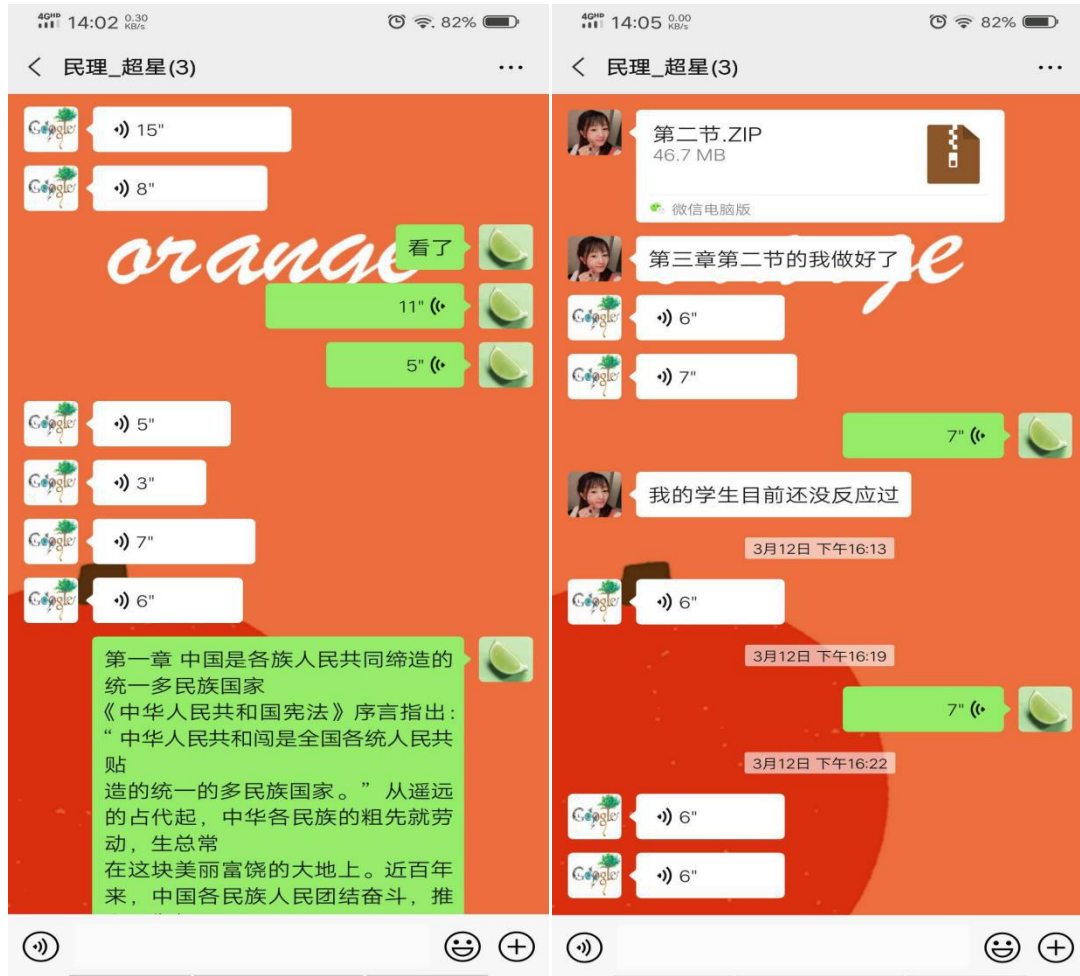 4GHD 14:02 0.30 KB/s 82%
民理_超星(3)
15"
8"
orange
看了
11"
5"
5"
3"
7"
6"
第一章 中国是各族人民共同缔造的
统一多民族国家
《中华人民共和国宪法》序言指出:
“中华人民共和闯是全国各统人民共
贴
造的统一的多民族国家。”从遥远
的占代起，中华各民族的粗先就劳
动，生总常
在这块美丽富饶的大地上。近百年
来，中国各民族人民团结奋斗，推
4GHD 14:05 0.00 KB/s 82%
民理_超星(3)
第二节.ZIP
46.7 MB
微信电脑版
第三章第二节的我做好了
6"
7"
7"
我的学生目前还没反应过
3月12日 下午16:13
6"
3月12日 下午16:19
7"
3月12日 下午16:22
6"
6"